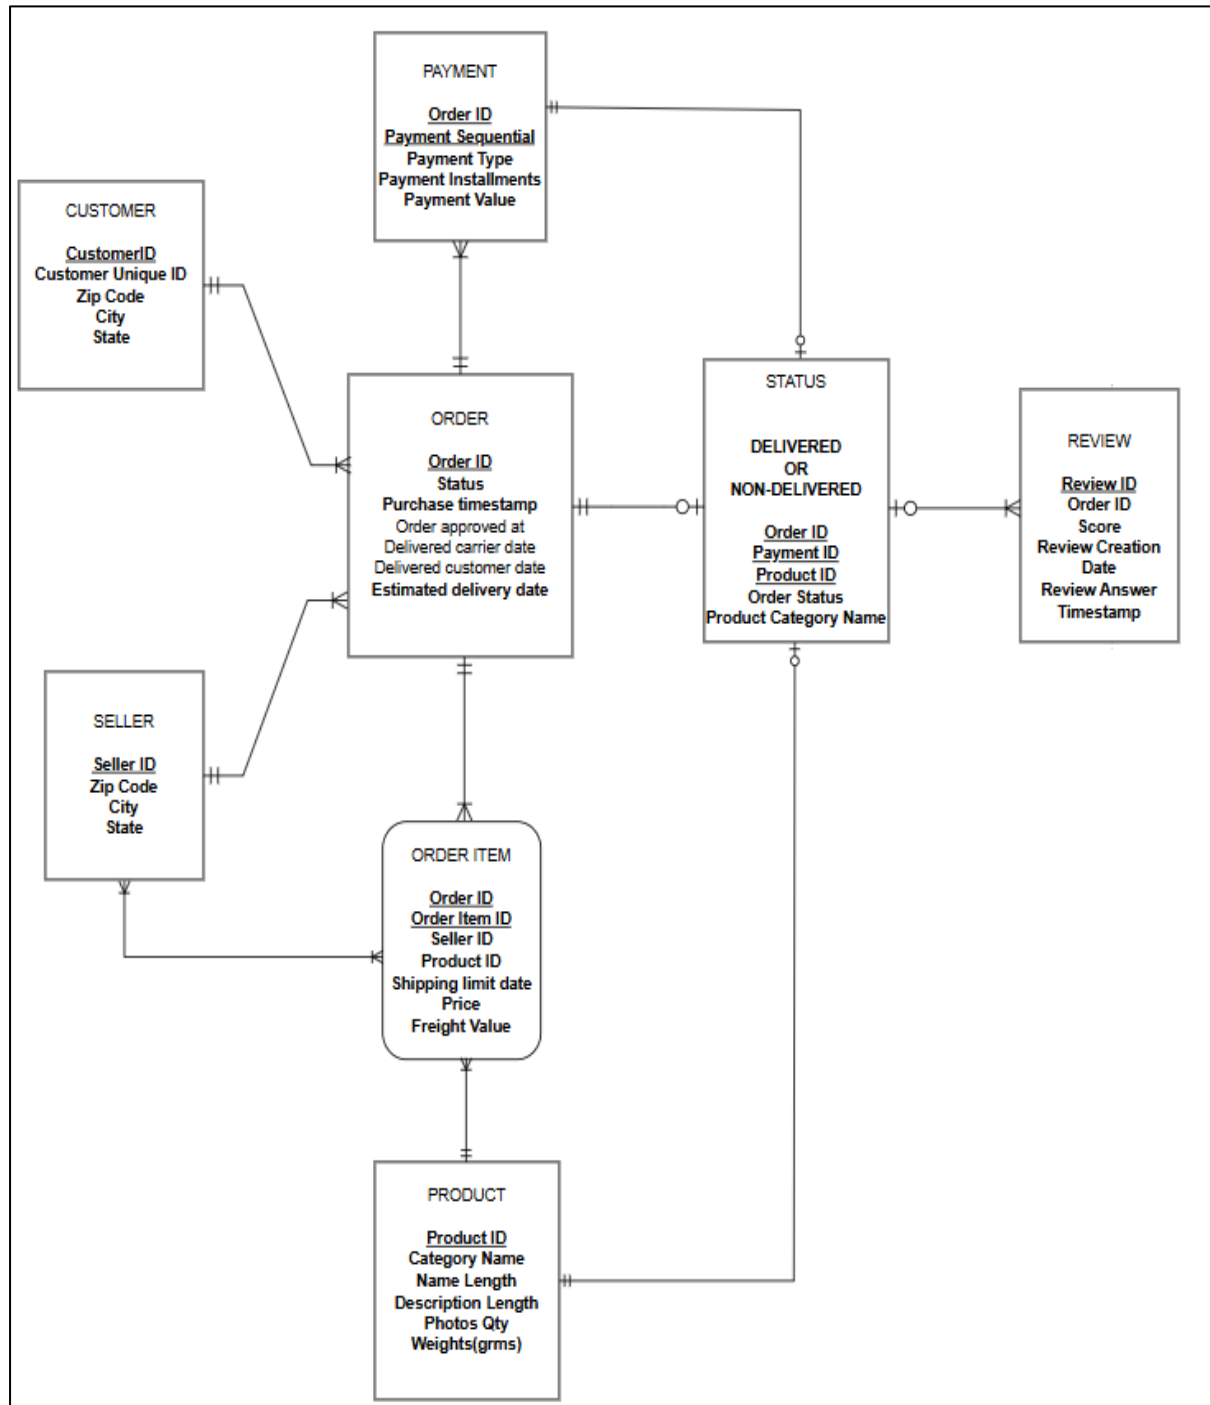 PAYMENT
Order ID
Payment Sequential
Payment Type
Payment Installments
Payment Value
CUSTOMER
CustomerID
Customer Unique ID
Zip Code
City
State
ORDER
Order ID
Status
Purchase timestamp
Order approved at
Delivered carrier date
Delivered customer date
Estimated delivery date
STATUS
DELIVERED
OR
NON-DELIVERED
Order ID
Payment ID
Product ID
Order Status
Product Category Name
REVIEW
Review ID
Order ID
Score
Review Creation
Date
Review Answer
Timestamp
SELLER
Seller ID
Zip Code
City
State
ORDER ITEM
Order ID
Order Item ID
Seller ID
Product ID
Shipping limit date
Price
Freight Value
PRODUCT
Product ID
Category Name
Name Length
Description Length
Photos Qty
Weights(grms)